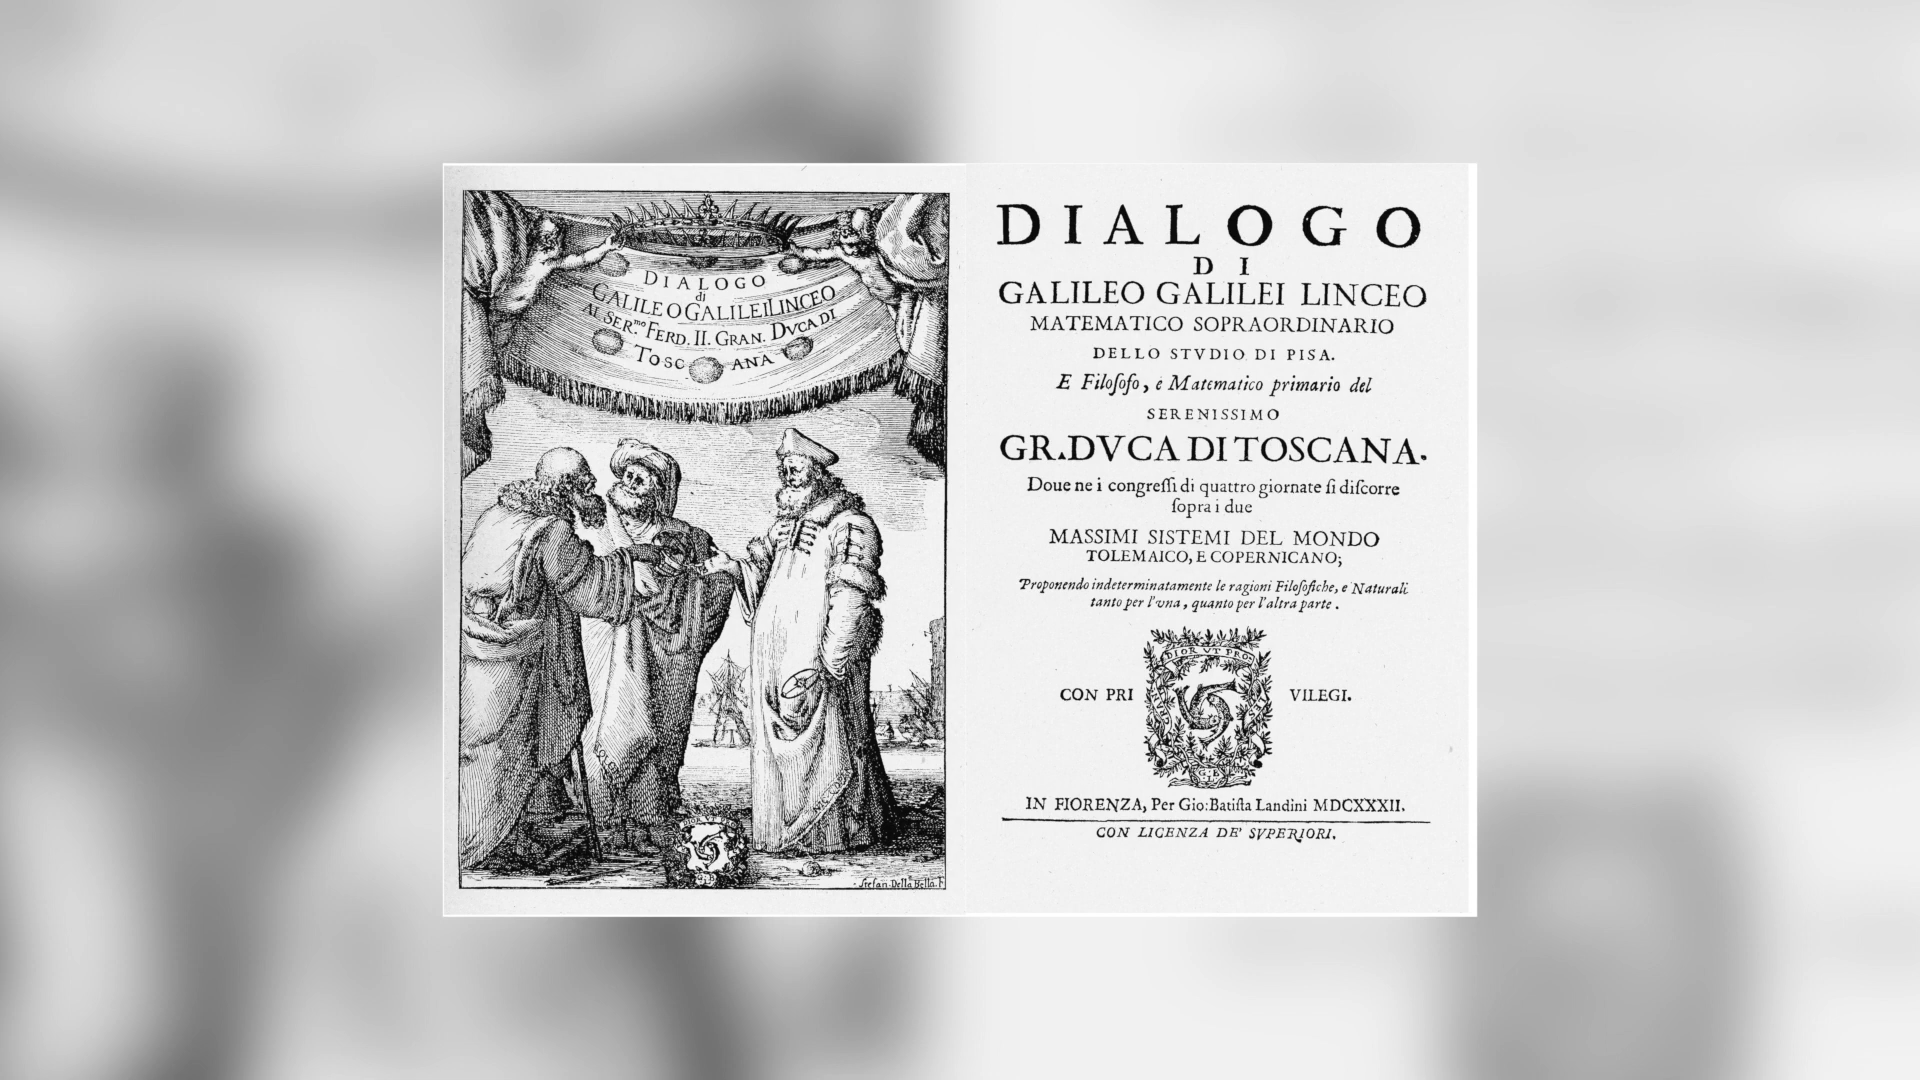 DIALOGO
di
GALILEO GALILEI LINCEO
AL SER.mo FERD. II. GRAN. DVCA DI
TOSCANA
Stefan. Della Bella. F
DIALOGO
DI
GALILEO GALILEI LINCEO
MATEMATICO SOPRAORDINARIO
DELLO STVDIO DI PISA.
E Filoſofo, e Matematico primario del
SERENISSIMO
GR.DVCA DI TOSCANA.
Doue ne i congreſſi di quattro giornate ſi diſcorre
ſopra i due
MASSIMI SISTEMI DEL MONDO
TOLEMAICO, E COPERNICANO;
Proponendo indeterminatamente le ragioni Filoſofiche, e Naturali
tanto per l'vna, quanto per l'altra parte.
CON PRI VILEGI.
G B
IN FIORENZA, Per Gio:Batiſta Landini MDCXXXII.
CON LICENZA DE' SVPERIORI.